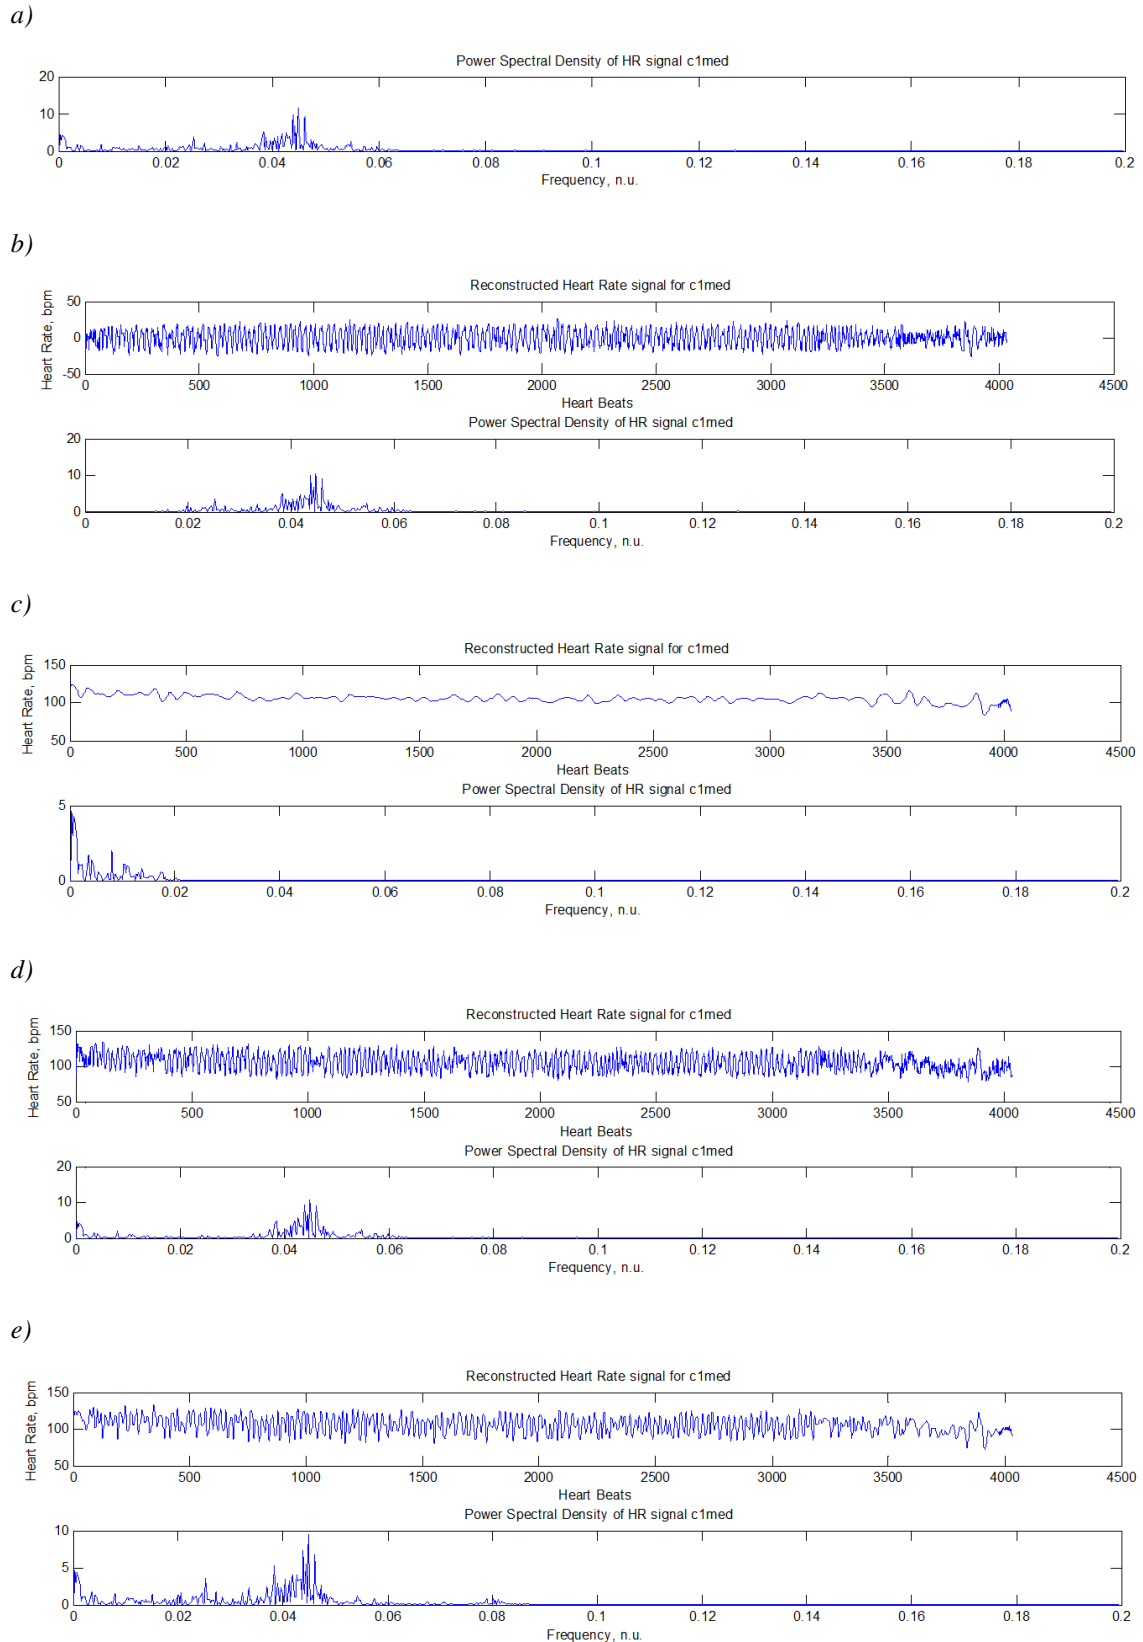 a)
Power Spectral Density of HR signal c1med
20
10
0
0 0.02 0.04 0.06 0.08 0.1 0.12 0.14 0.16 0.18 0.2
Frequency, n.u.
b)
Reconstructed Heart Rate signal for c1med
Heart Rate, bpm
50
0
-50
0 500 1000 1500 2000 2500 3000 3500 4000 4500
Heart Beats
Power Spectral Density of HR signal c1med
20
10
0
0 0.02 0.04 0.06 0.08 0.1 0.12 0.14 0.16 0.18 0.2
Frequency, n.u.
c)
Reconstructed Heart Rate signal for c1med
Heart Rate, bpm
150
100
50
0 500 1000 1500 2000 2500 3000 3500 4000 4500
Heart Beats
Power Spectral Density of HR signal c1med
5
0
0 0.02 0.04 0.06 0.08 0.1 0.12 0.14 0.16 0.18 0.2
Frequency, n.u.
d)
Reconstructed Heart Rate signal for c1med
Heart Rate, bpm
150
100
50
0 500 1000 1500 2000 2500 3000 3500 4000 4500
Heart Beats
Power Spectral Density of HR signal c1med
20
10
0
0 0.02 0.04 0.06 0.08 0.1 0.12 0.14 0.16 0.18 0.2
Frequency, n.u.
e)
Reconstructed Heart Rate signal for c1med
Heart Rate, bpm
150
100
50
0 500 1000 1500 2000 2500 3000 3500 4000 4500
Heart Beats
Power Spectral Density of HR signal c1med
10
5
0
0 0.02 0.04 0.06 0.08 0.1 0.12 0.14 0.16 0.18 0.2
Frequency, n.u.